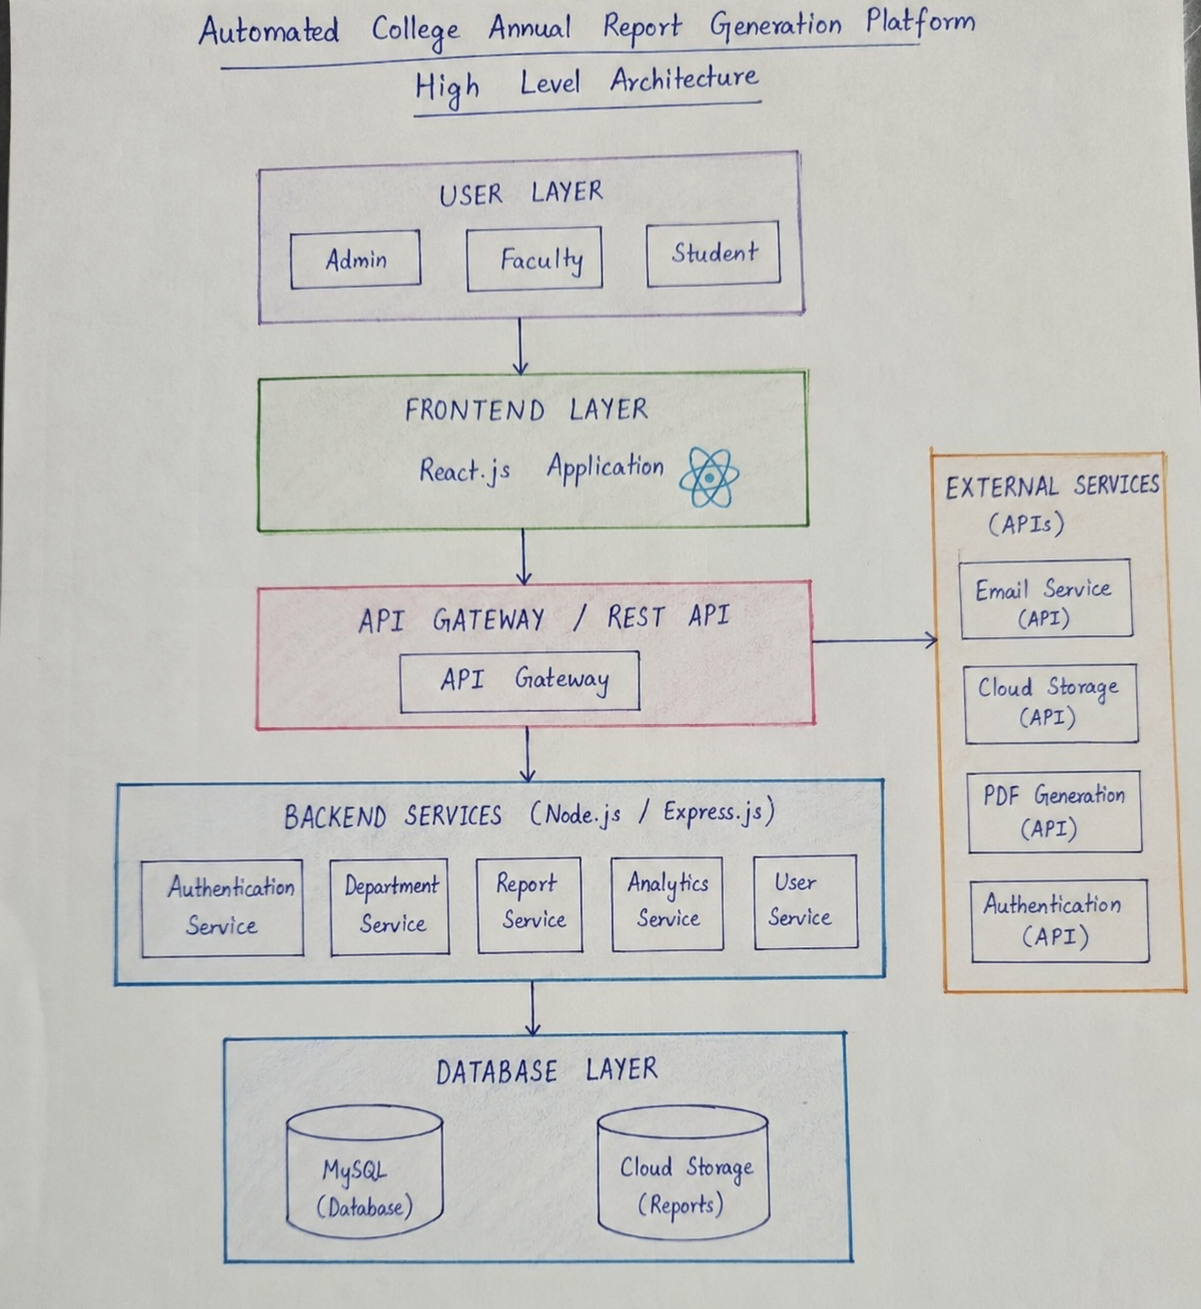 Automated College Annual Report Generation Platform
High Level Architecture
USER LAYER
Admin
Faculty
Student
FRONTEND LAYER
React.js Application
API GATEWAY / REST API
API Gateway
EXTERNAL SERVICES
(APIs)
Email Service
(API)
Cloud Storage
(API)
PDF Generation
(API)
Authentication
(API)
BACKEND SERVICES (Node.js / Express.js)
Authentication
Service
Department
Service
Report
Service
Analytics
Service
User
Service
DATABASE LAYER
MySQL
(Database)
Cloud Storage
(Reports)